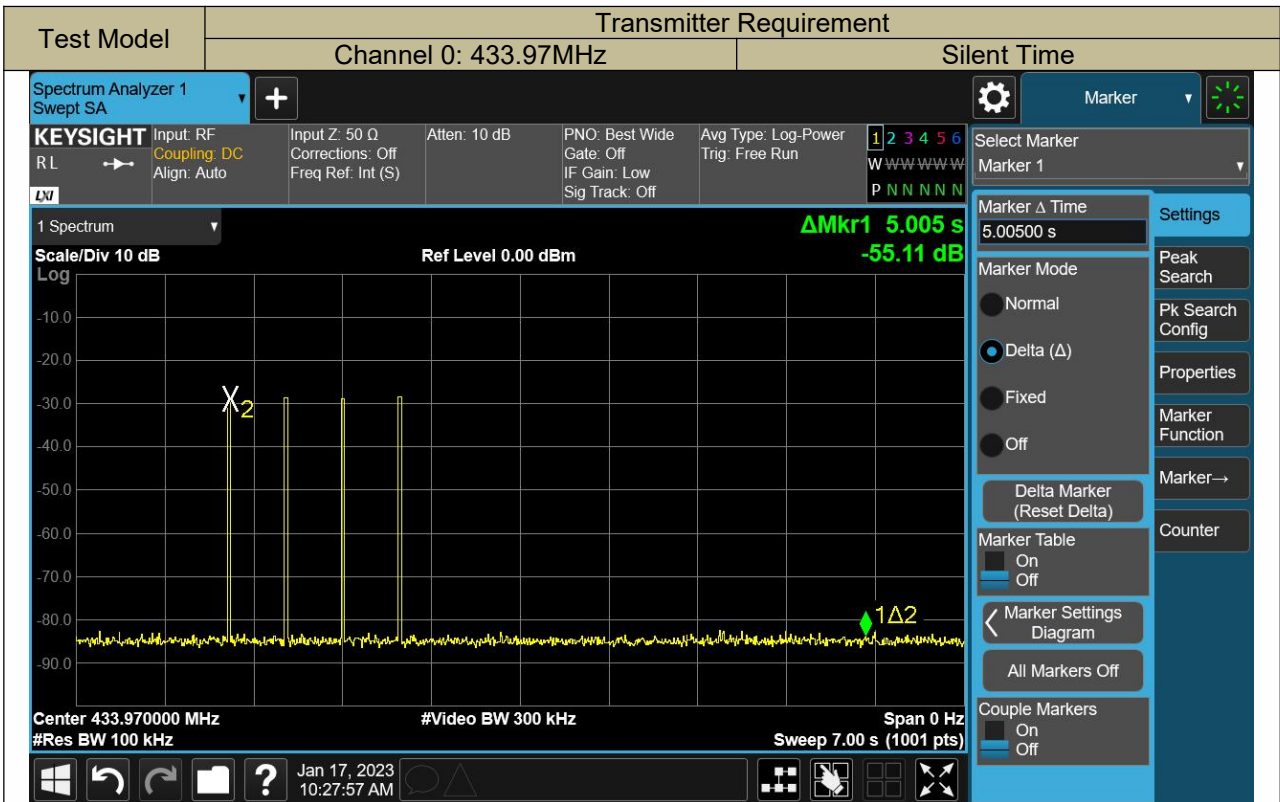 Test Model
Transmitter Requirement
Channel 0: 433.97MHz
Silent Time
Spectrum Analyzer 1
Swept SA
+
Marker
KEYSIGHT
RL
LXI
Input: RF
Coupling: DC
Align: Auto
Input Z: 50 Ω
Corrections: Off
Freq Ref: Int (S)
Atten: 10 dB
PNO: Best Wide
Gate: Off
IF Gain: Low
Sig Track: Off
Avg Type: Log-Power
Trig: Free Run
1 2 3 4 5 6
W W W W W W
P N N N N N
Select Marker
Marker 1
1 Spectrum
ΔMkr1 5.005 s
-55.11 dB
Scale/Div 10 dB
Ref Level 0.00 dBm
Log
-10.0
-20.0
-30.0
-40.0
-50.0
-60.0
-70.0
-80.0
-90.0
X2
1Δ2
Center 433.970000 MHz
#Video BW 300 kHz
Span 0 Hz
#Res BW 100 kHz
Sweep 7.00 s (1001 pts)
Marker Δ Time
5.00500 s
Marker Mode
Normal
Delta (Δ)
Fixed
Off
Delta Marker
(Reset Delta)
Marker Table
On
Off
Marker Settings
Diagram
All Markers Off
Couple Markers
On
Off
Settings
Peak
Search
Pk Search
Config
Properties
Marker
Function
Marker→
Counter
?
Jan 17, 2023
10:27:57 AM